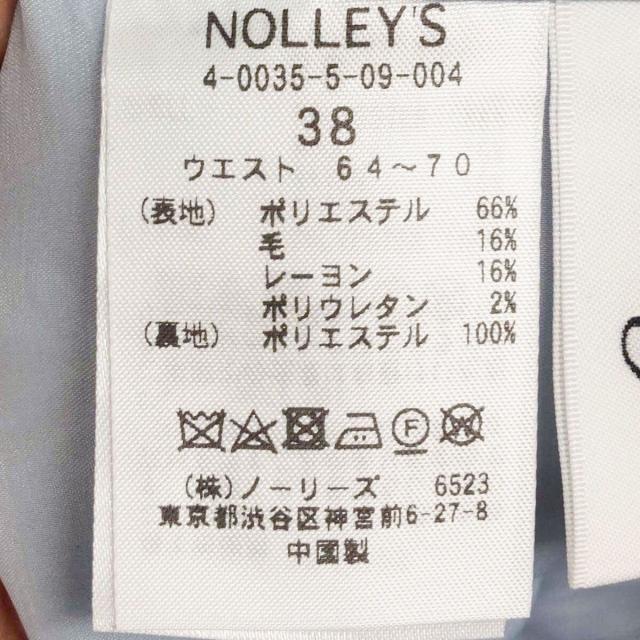 NOLLEY'S
4-0035-5-09-004
38
ウエスト 64~70
(表地) ポリエステル 66%
毛 16%
レーヨン 16%
ポリウレタン 2%
(裏地) ポリエステル 100%
F W
(株)ノーリーズ 6523
東京都渋谷区神宮前6-27-8
中国製